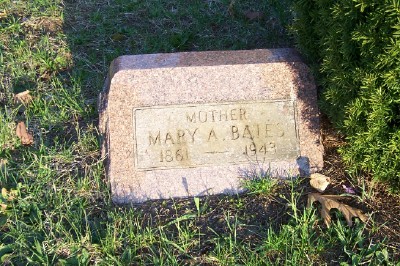 MOTHER
MARY A. BATES
1861 — 1943